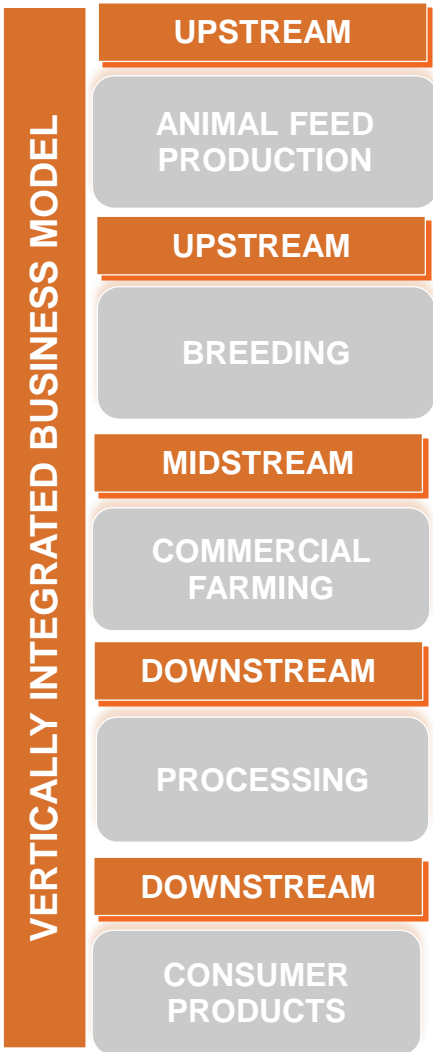 VERTICALLY INTEGRATED BUSINESS MODEL
UPSTREAM
ANIMAL FEED
PRODUCTION
UPSTREAM
BREEDING
MIDSTREAM
COMMERCIAL
FARMING
DOWNSTREAM
PROCESSING
DOWNSTREAM
CONSUMER
PRODUCTS